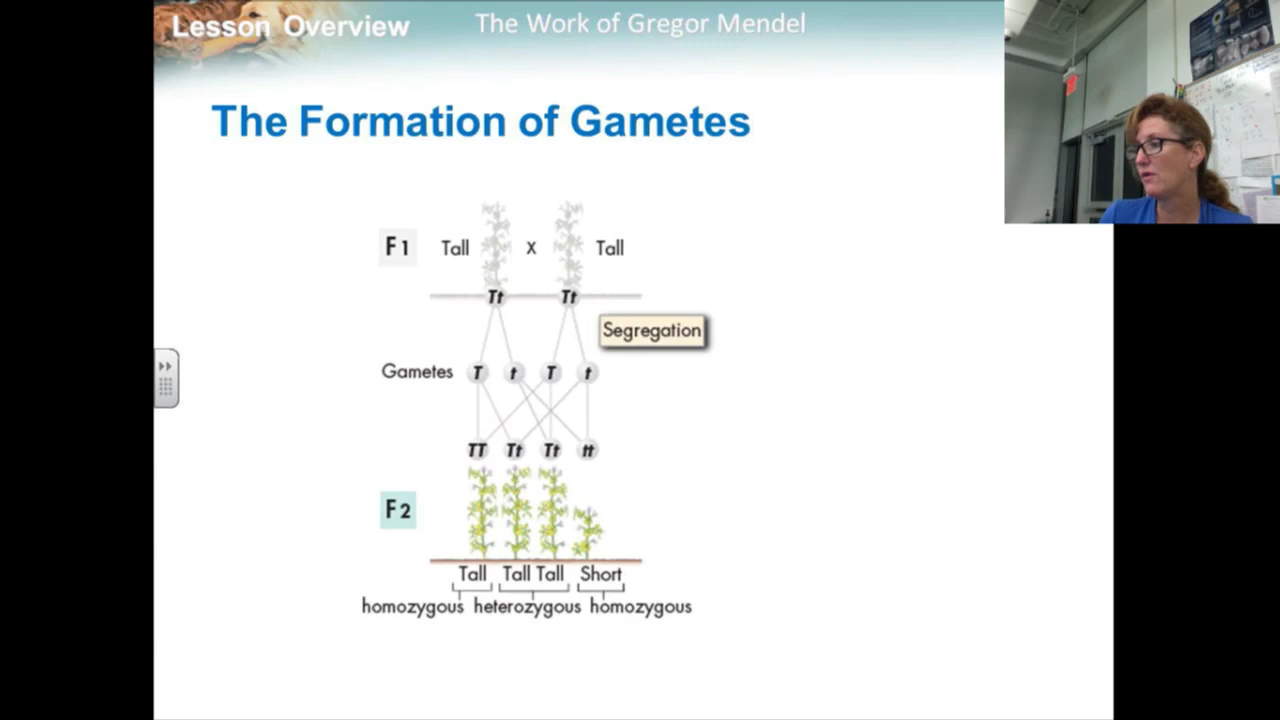 Lesson Overview
The Work of Gregor Mendel
The Formation of Gametes
F1 Tall x Tall
Tt Tt
Segregation
Gametes T t T t
TT Tt Tt tt
F2
Tall Tall Tall Short
homozygous heterozygous homozygous